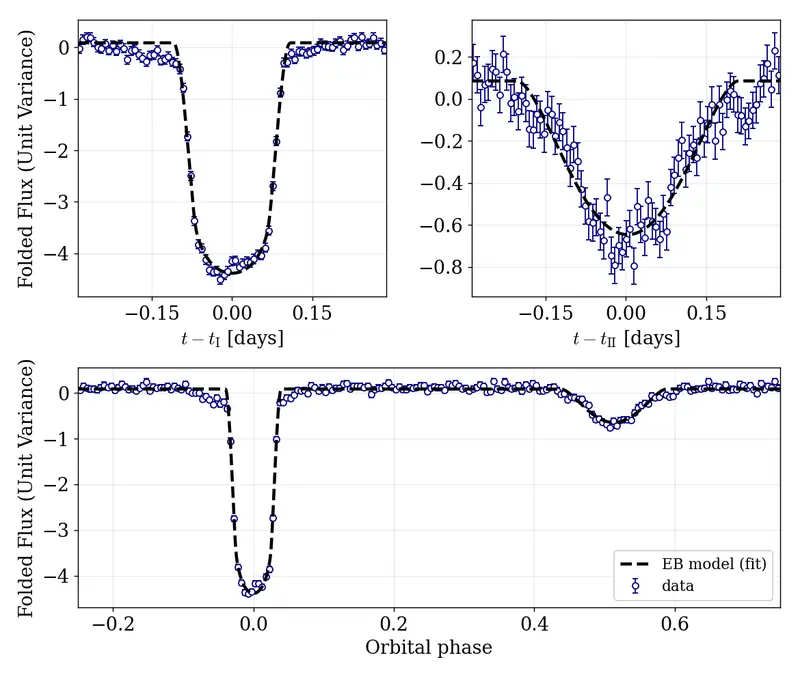 Folded Flux (Unit Variance)
0
−1
−2
−3
−4
−0.15 0.00 0.15
t − tI [days]
0.2
0.0
−0.2
−0.4
−0.6
−0.8
−0.15 0.00 0.15
t − tII [days]
Folded Flux (Unit Variance)
0
−1
−2
−3
−4
EB model (fit)
data
−0.2 0.0 0.2 0.4 0.6
Orbital phase